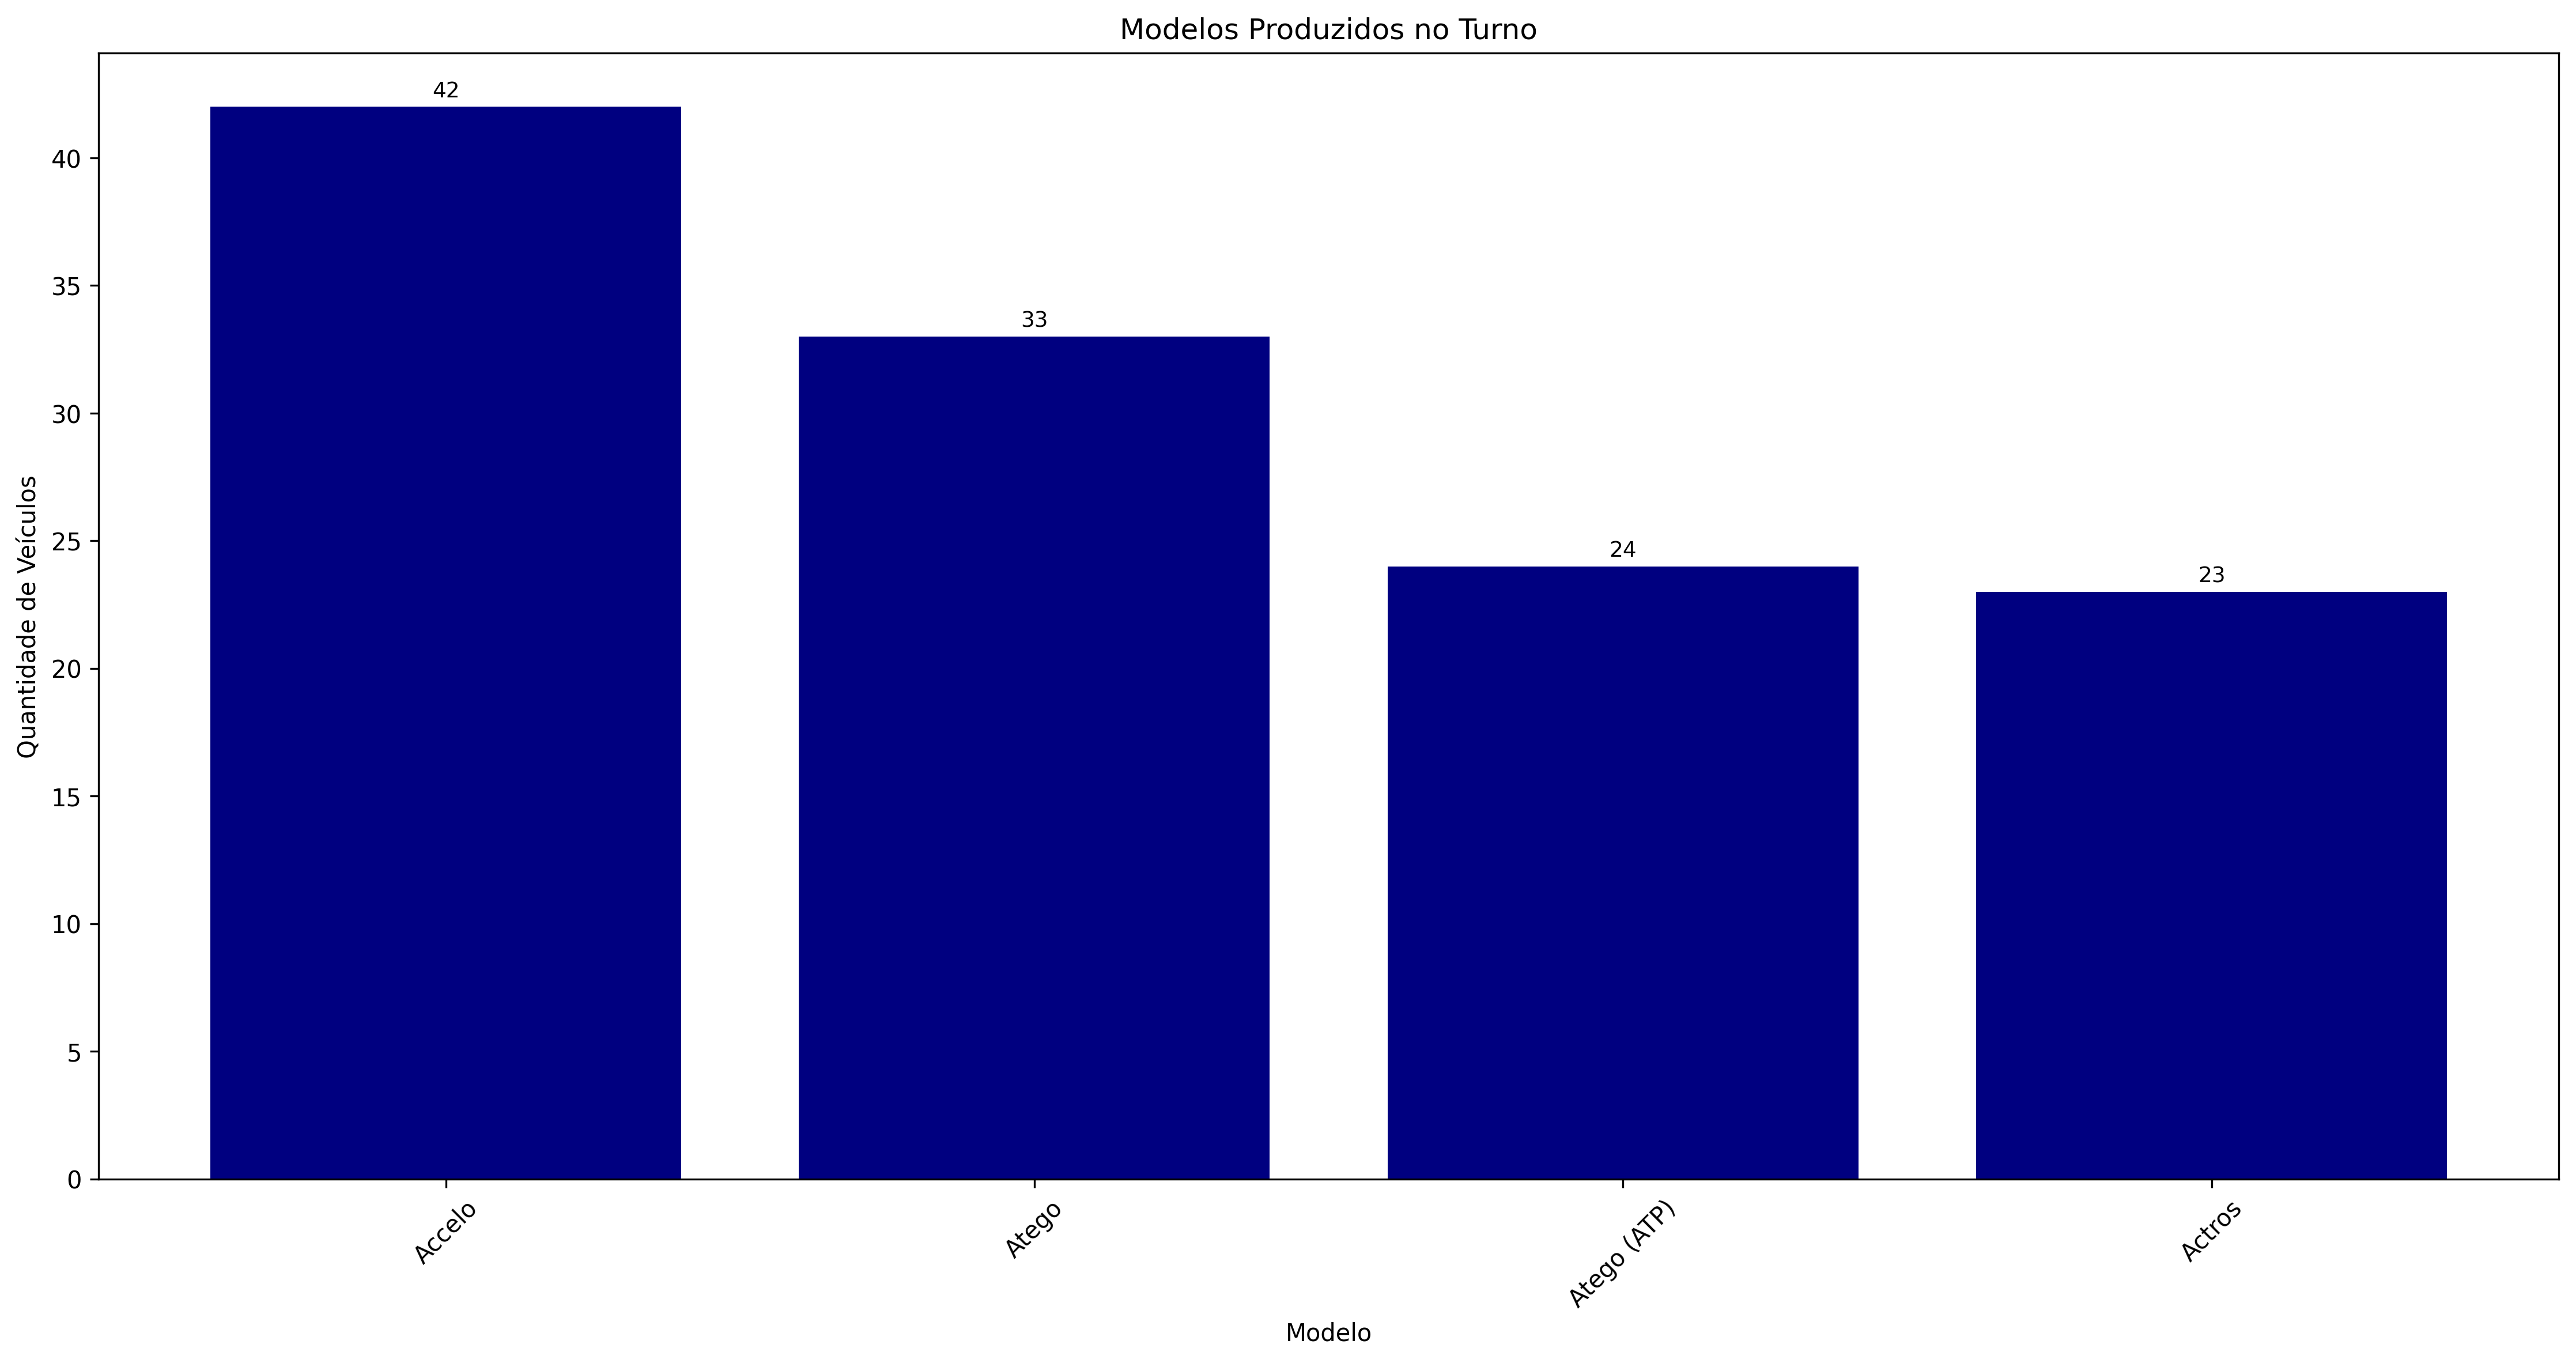 Modelos Produzidos no Turno
Quantidade de Veículos
40
35
30
25
20
15
10
5
0
42
33
24
23
Accelo
Atego
Atego (ATP)
Actros
Modelo